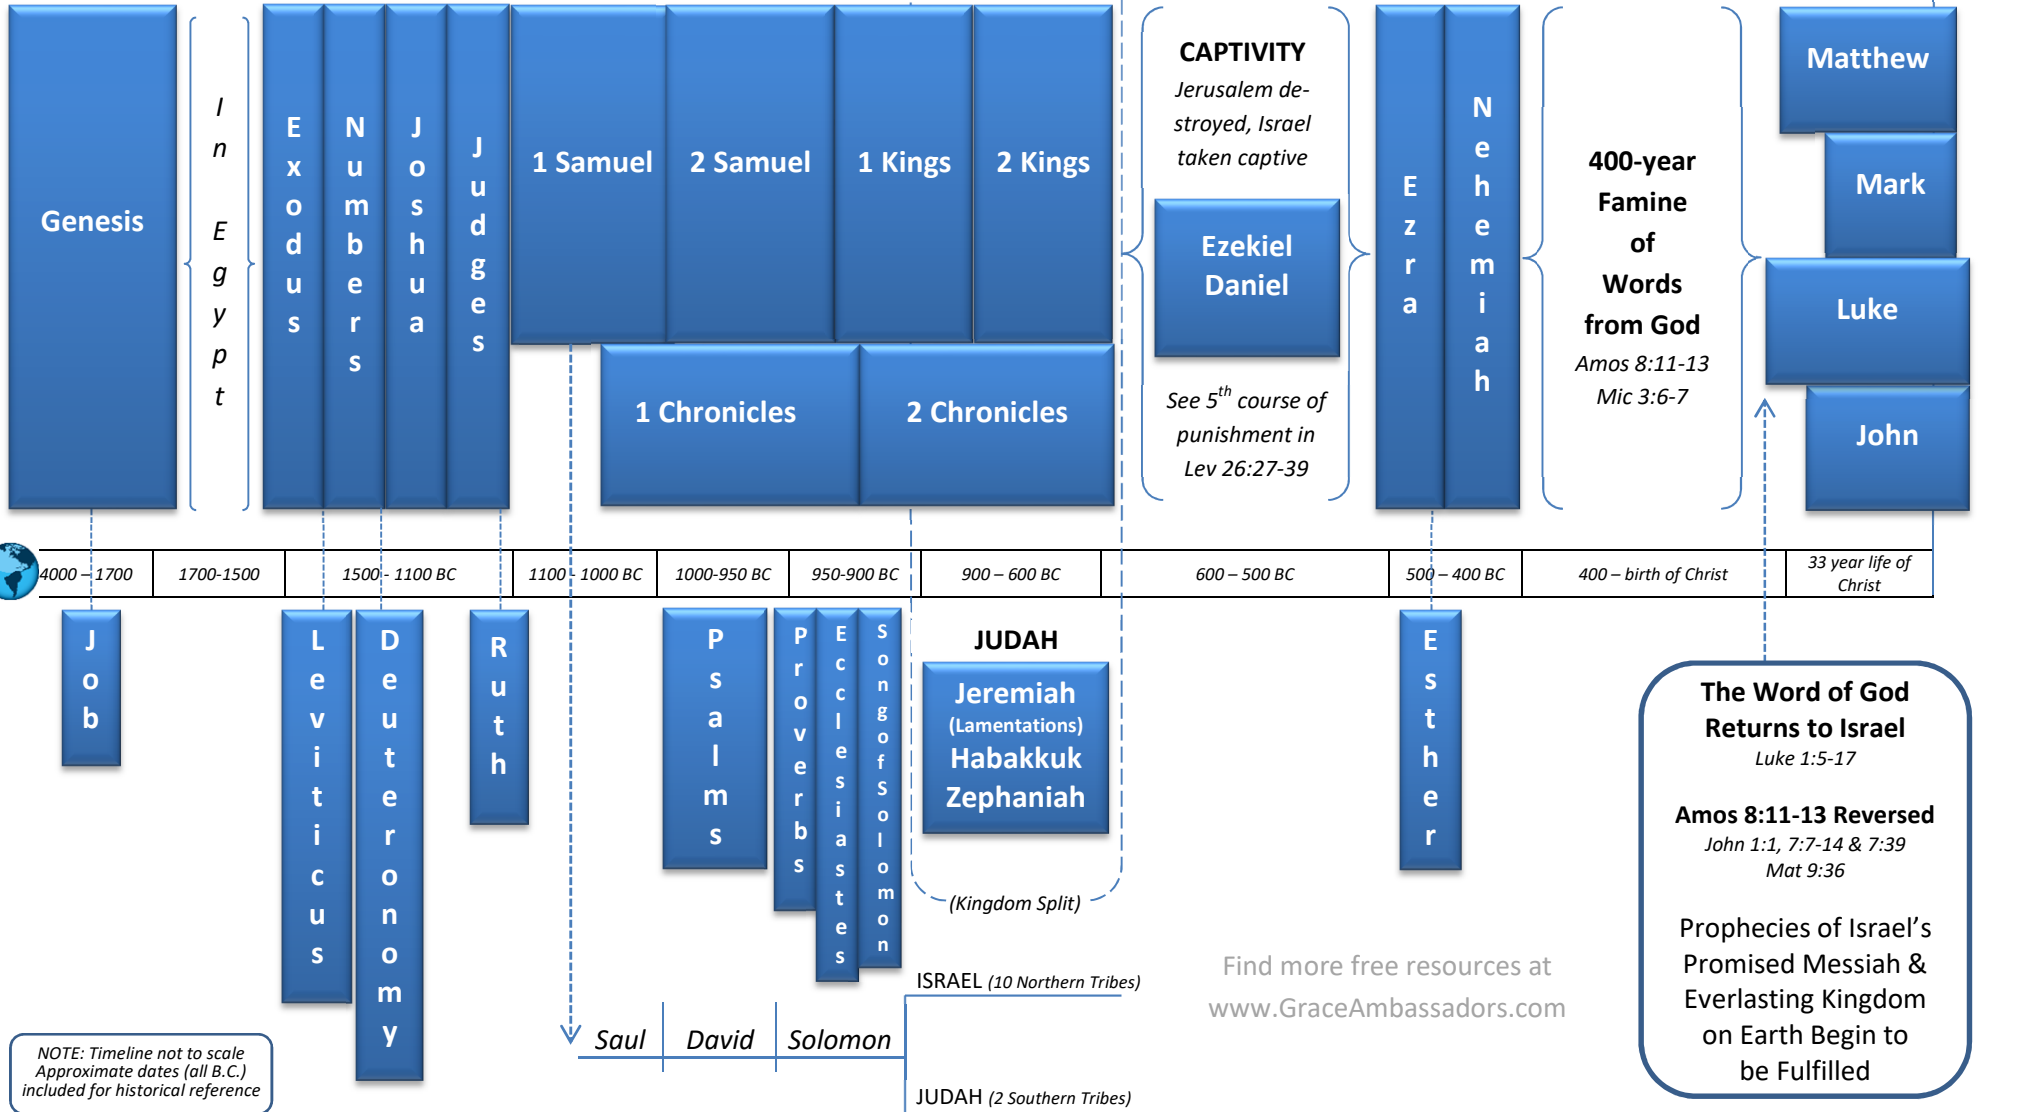 Genesis
In Egypt
Exodus
Numbers
Joshua
Judges
1 Samuel
2 Samuel
1 Kings
2 Kings
1 Chronicles
2 Chronicles
CAPTIVITY
Jerusalem de-
stroyed, Israel
taken captive
Ezekiel
Daniel
See 5th course of
punishment in
Lev 26:27-39
Ezra
Nehemiah
400-year
Famine
of
Words
from God
Amos 8:11-13
Mic 3:6-7
Matthew
Mark
Luke
John
4000 – 1700
1700-1500
1500 - 1100 BC
1100 - 1000 BC
1000-950 BC
950-900 BC
900 – 600 BC
600 – 500 BC
500 – 400 BC
400 – birth of Christ
33 year life of
Christ
Job
Leviticus
Deuteronomy
Ruth
Psalms
Proverbs
Ecclesiastes
SongofSolomon
JUDAH
Jeremiah
(Lamentations)
Habakkuk
Zephaniah
(Kingdom Split)
Esther
The Word of God
Returns to Israel
Luke 1:5-17
Amos 8:11-13 Reversed
John 1:1, 7:7-14 & 7:39
Mat 9:36
Prophecies of Israel’s
Promised Messiah &
Everlasting Kingdom
on Earth Begin to
be Fulfilled
ISRAEL (10 Northern Tribes)
Saul
David
Solomon
JUDAH (2 Southern Tribes)
Find more free resources at
www.GraceAmbassadors.com
NOTE: Timeline not to scale
Approximate dates (all B.C.)
included for historical reference